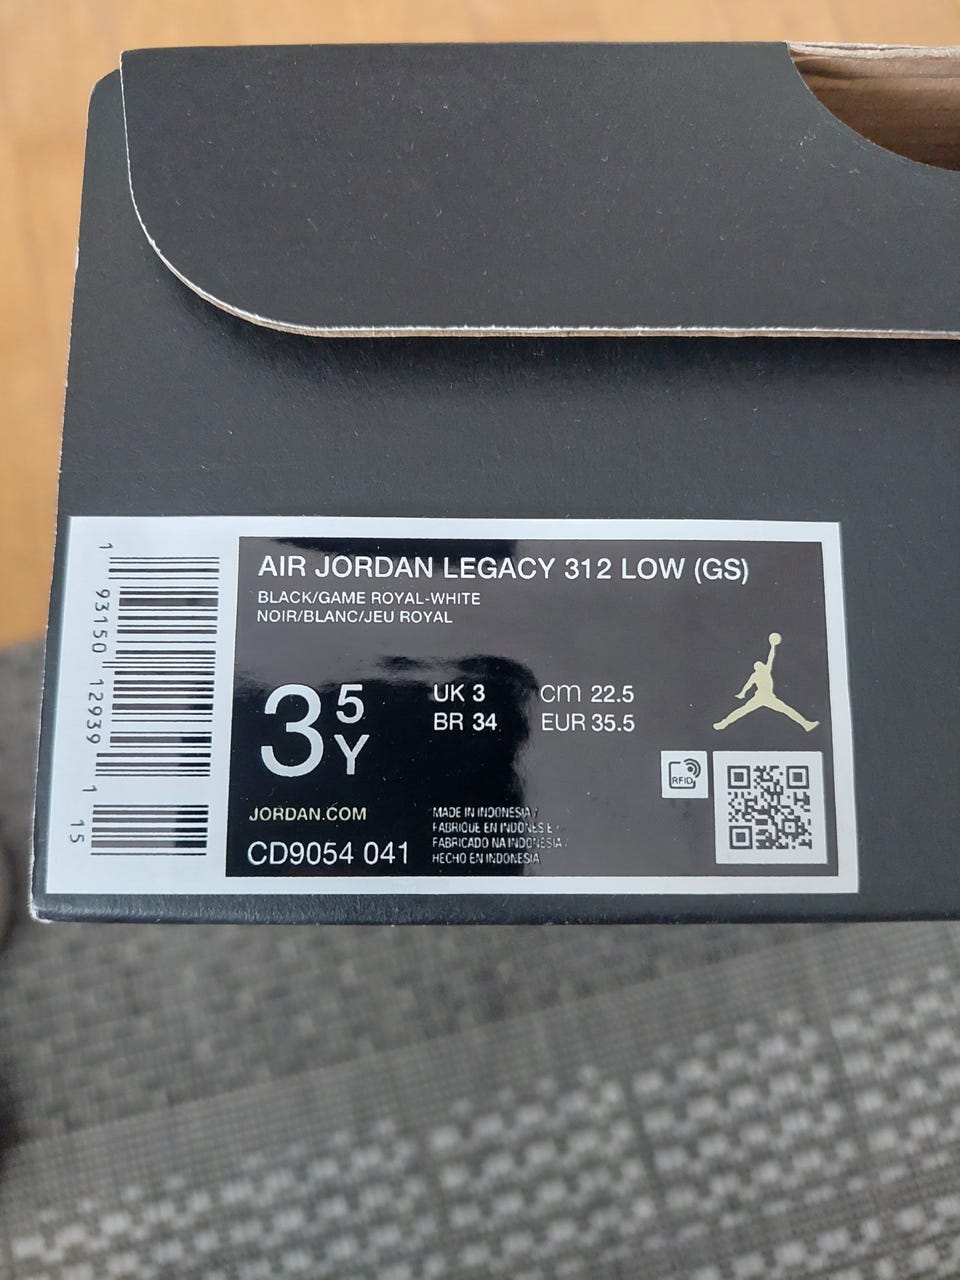 AIR JORDAN LEGACY 312 LOW (GS)
BLACK/GAME ROYAL-WHITE
NOIR/BLANC/JEU ROYAL
3 5 Y
UK 3 cm 22.5
BR 34 EUR 35.5
RFID
JORDAN.COM
CD9054 041
MADE IN INDONESIA /
FABRIQUE EN INDONESIE /
FABRICADO NA INDONESIA /
HECHO EN INDONESIA
1 93150 12939 1 15